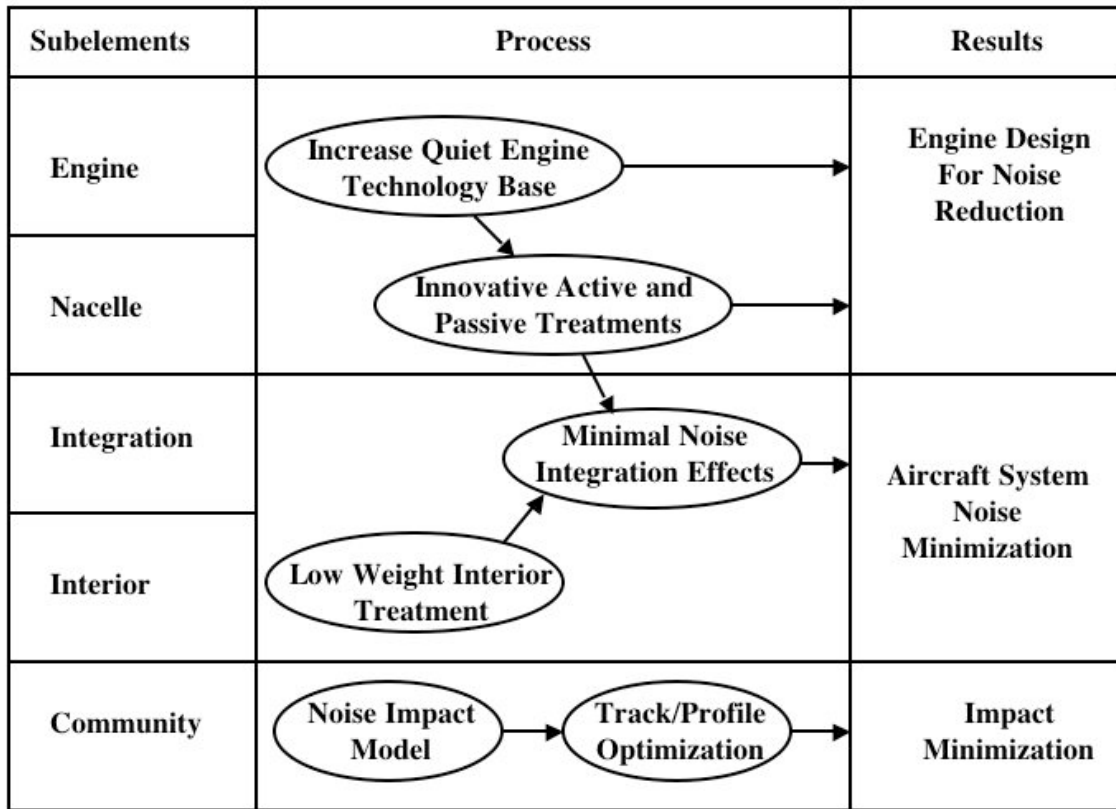 Subelements
Process
Results
Engine
Increase Quiet Engine
Technology Base
Engine Design
For Noise
Reduction
Nacelle
Innovative Active and
Passive Treatments
Integration
Minimal Noise
Integration Effects
Aircraft System
Noise
Minimization
Interior
Low Weight Interior
Treatment
Community
Noise Impact
Model
Track/Profile
Optimization
Impact
Minimization